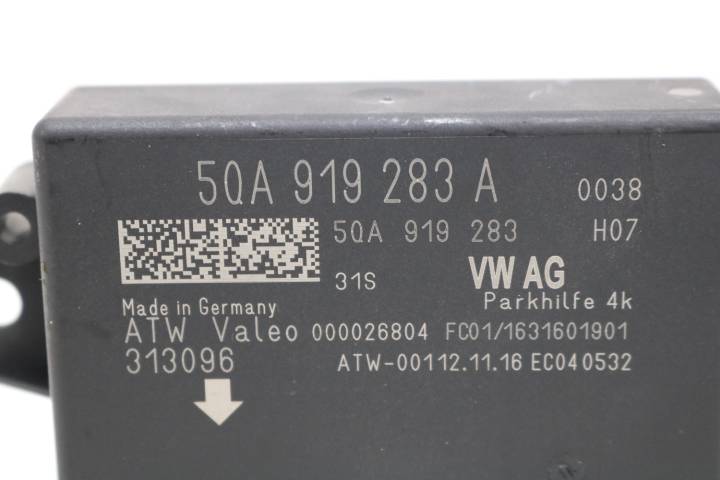 5QA 919 283 A 0038
5QA 919 283 H07
31S VW AG
Made in Germany Parkhilfe 4k
ATW Valeo 000026804 FC01/1631601901
313096 ATW-00112.11.16 EC040532